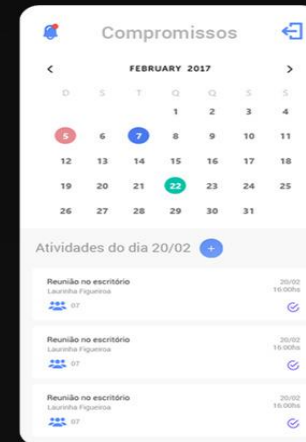 Compromissos
FEBRUARY 2017
D S T Q Q S S
1 2 3 4
5 6 7 8 9 10 11
12 13 14 15 16 17 18
19 20 21 22 23 24 25
26 27 28 29 30 31
Atividades do dia 20/02 +
Reunião no escritório 20/02
Laurinha Figueiroa 16:00hs
07
Reunião no escritório 20/02
Laurinha Figueiroa 16:00hs
07
Reunião no escritório 20/02
Laurinha Figueiroa 16:00hs
07